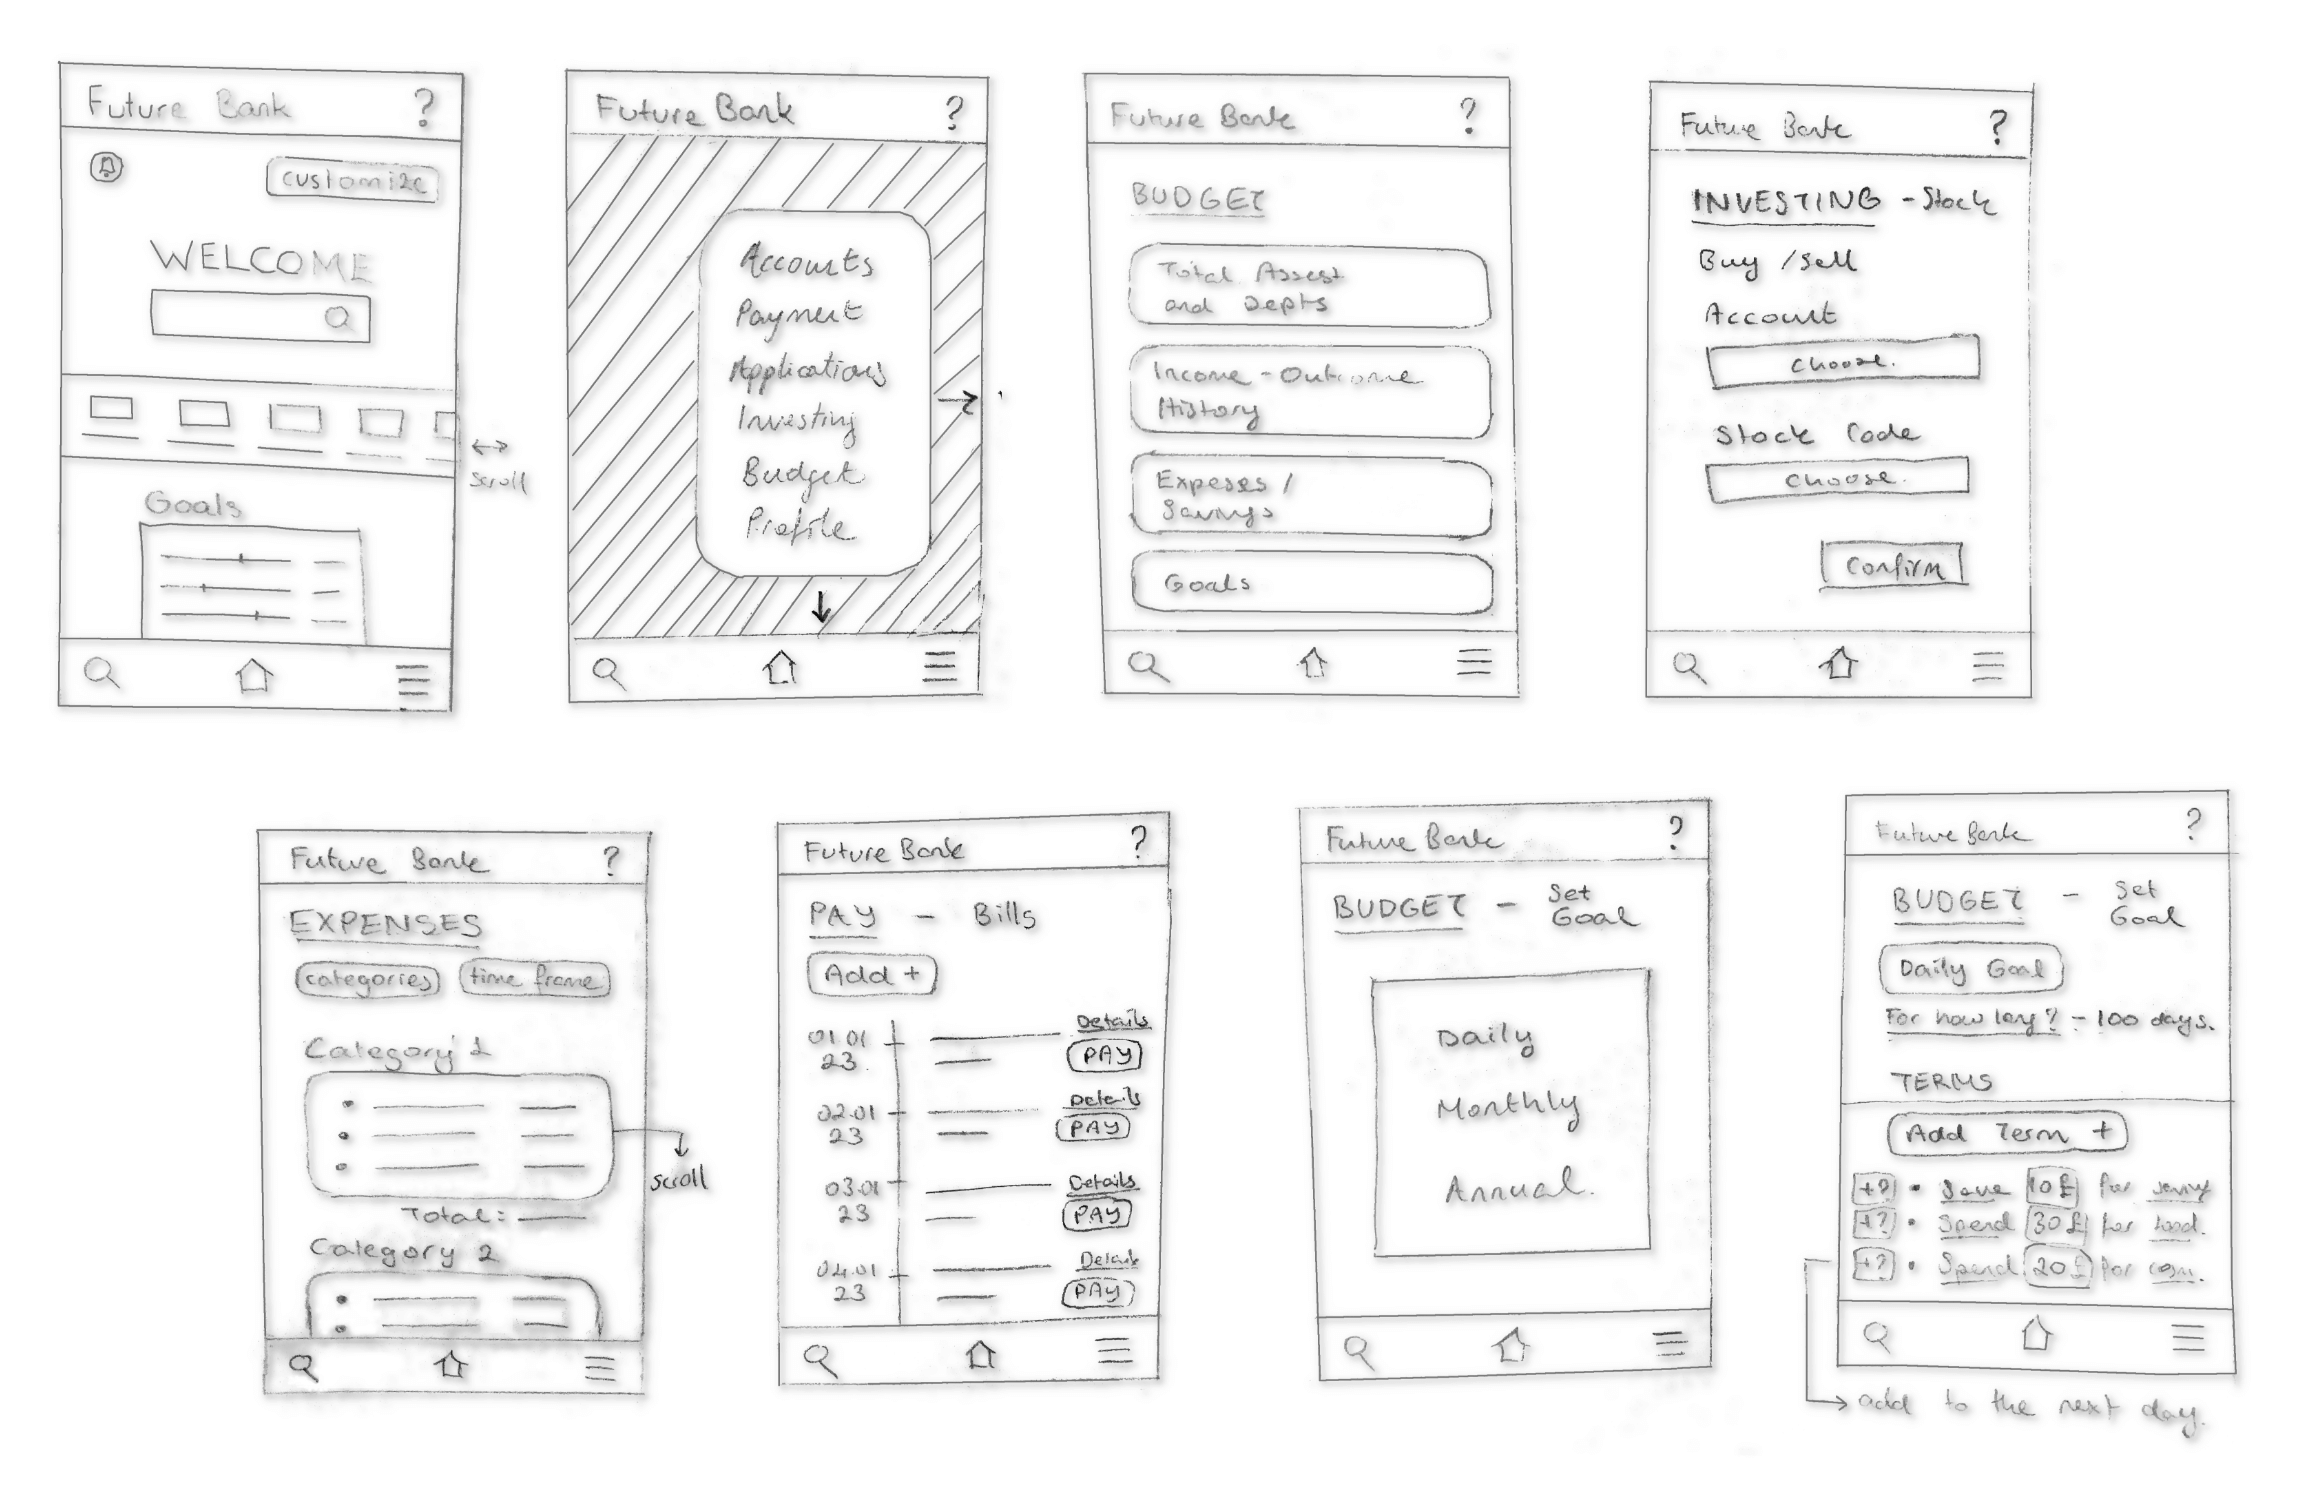 Future Bank ?
customize
WELCOME
scroll
Goals
Future Bank ?
Accounts
Payment
Applications
Investing
Budget
Profile
Future Bank ?
BUDGET
Total Assest
and Depts
Income - Outcome
History
Expeses /
Savings
Goals
Future Bank ?
INVESTING - Stock
Buy / Sell
Account
Choose.
Stock Code
Choose.
Confirm
Future Bank ?
EXPENSES
categories time frame
Category 1
scroll
Total:
Category 2
Future Bank ?
PAY - Bills
Add +
01.01 Details
23 PAY
02.01 Details
23 PAY
03.01 Details
23 PAY
04.01 Details
23 PAY
Future Bank ?
BUDGET - Set
Goal
Daily
Monthly
Annual.
Future Bank ?
BUDGET - Set
Goal
Daily Goal
For how long? - 100 days.
TERMS
Add Term +
+? • Save 10£ for
+? • Spend 30£ for food.
+? • Spend 20£ for
add to the next day.